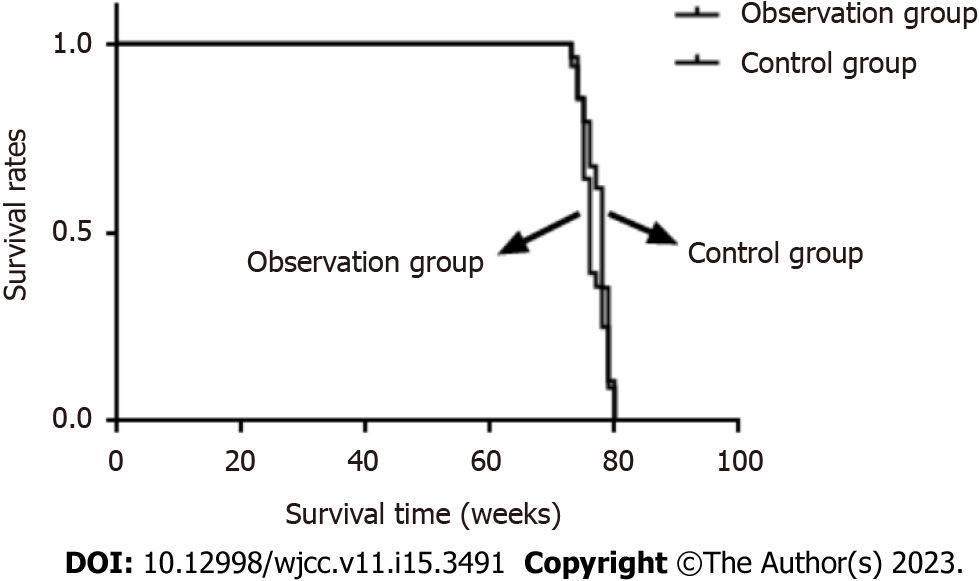 Observation group
Control group
1.0
0.5
0.0
Survival rates
Observation group
Control group
0 20 40 60 80 100
Survival time (weeks)
DOI: 10.12998/wjcc.v11.i15.3491 Copyright ©The Author(s) 2023.